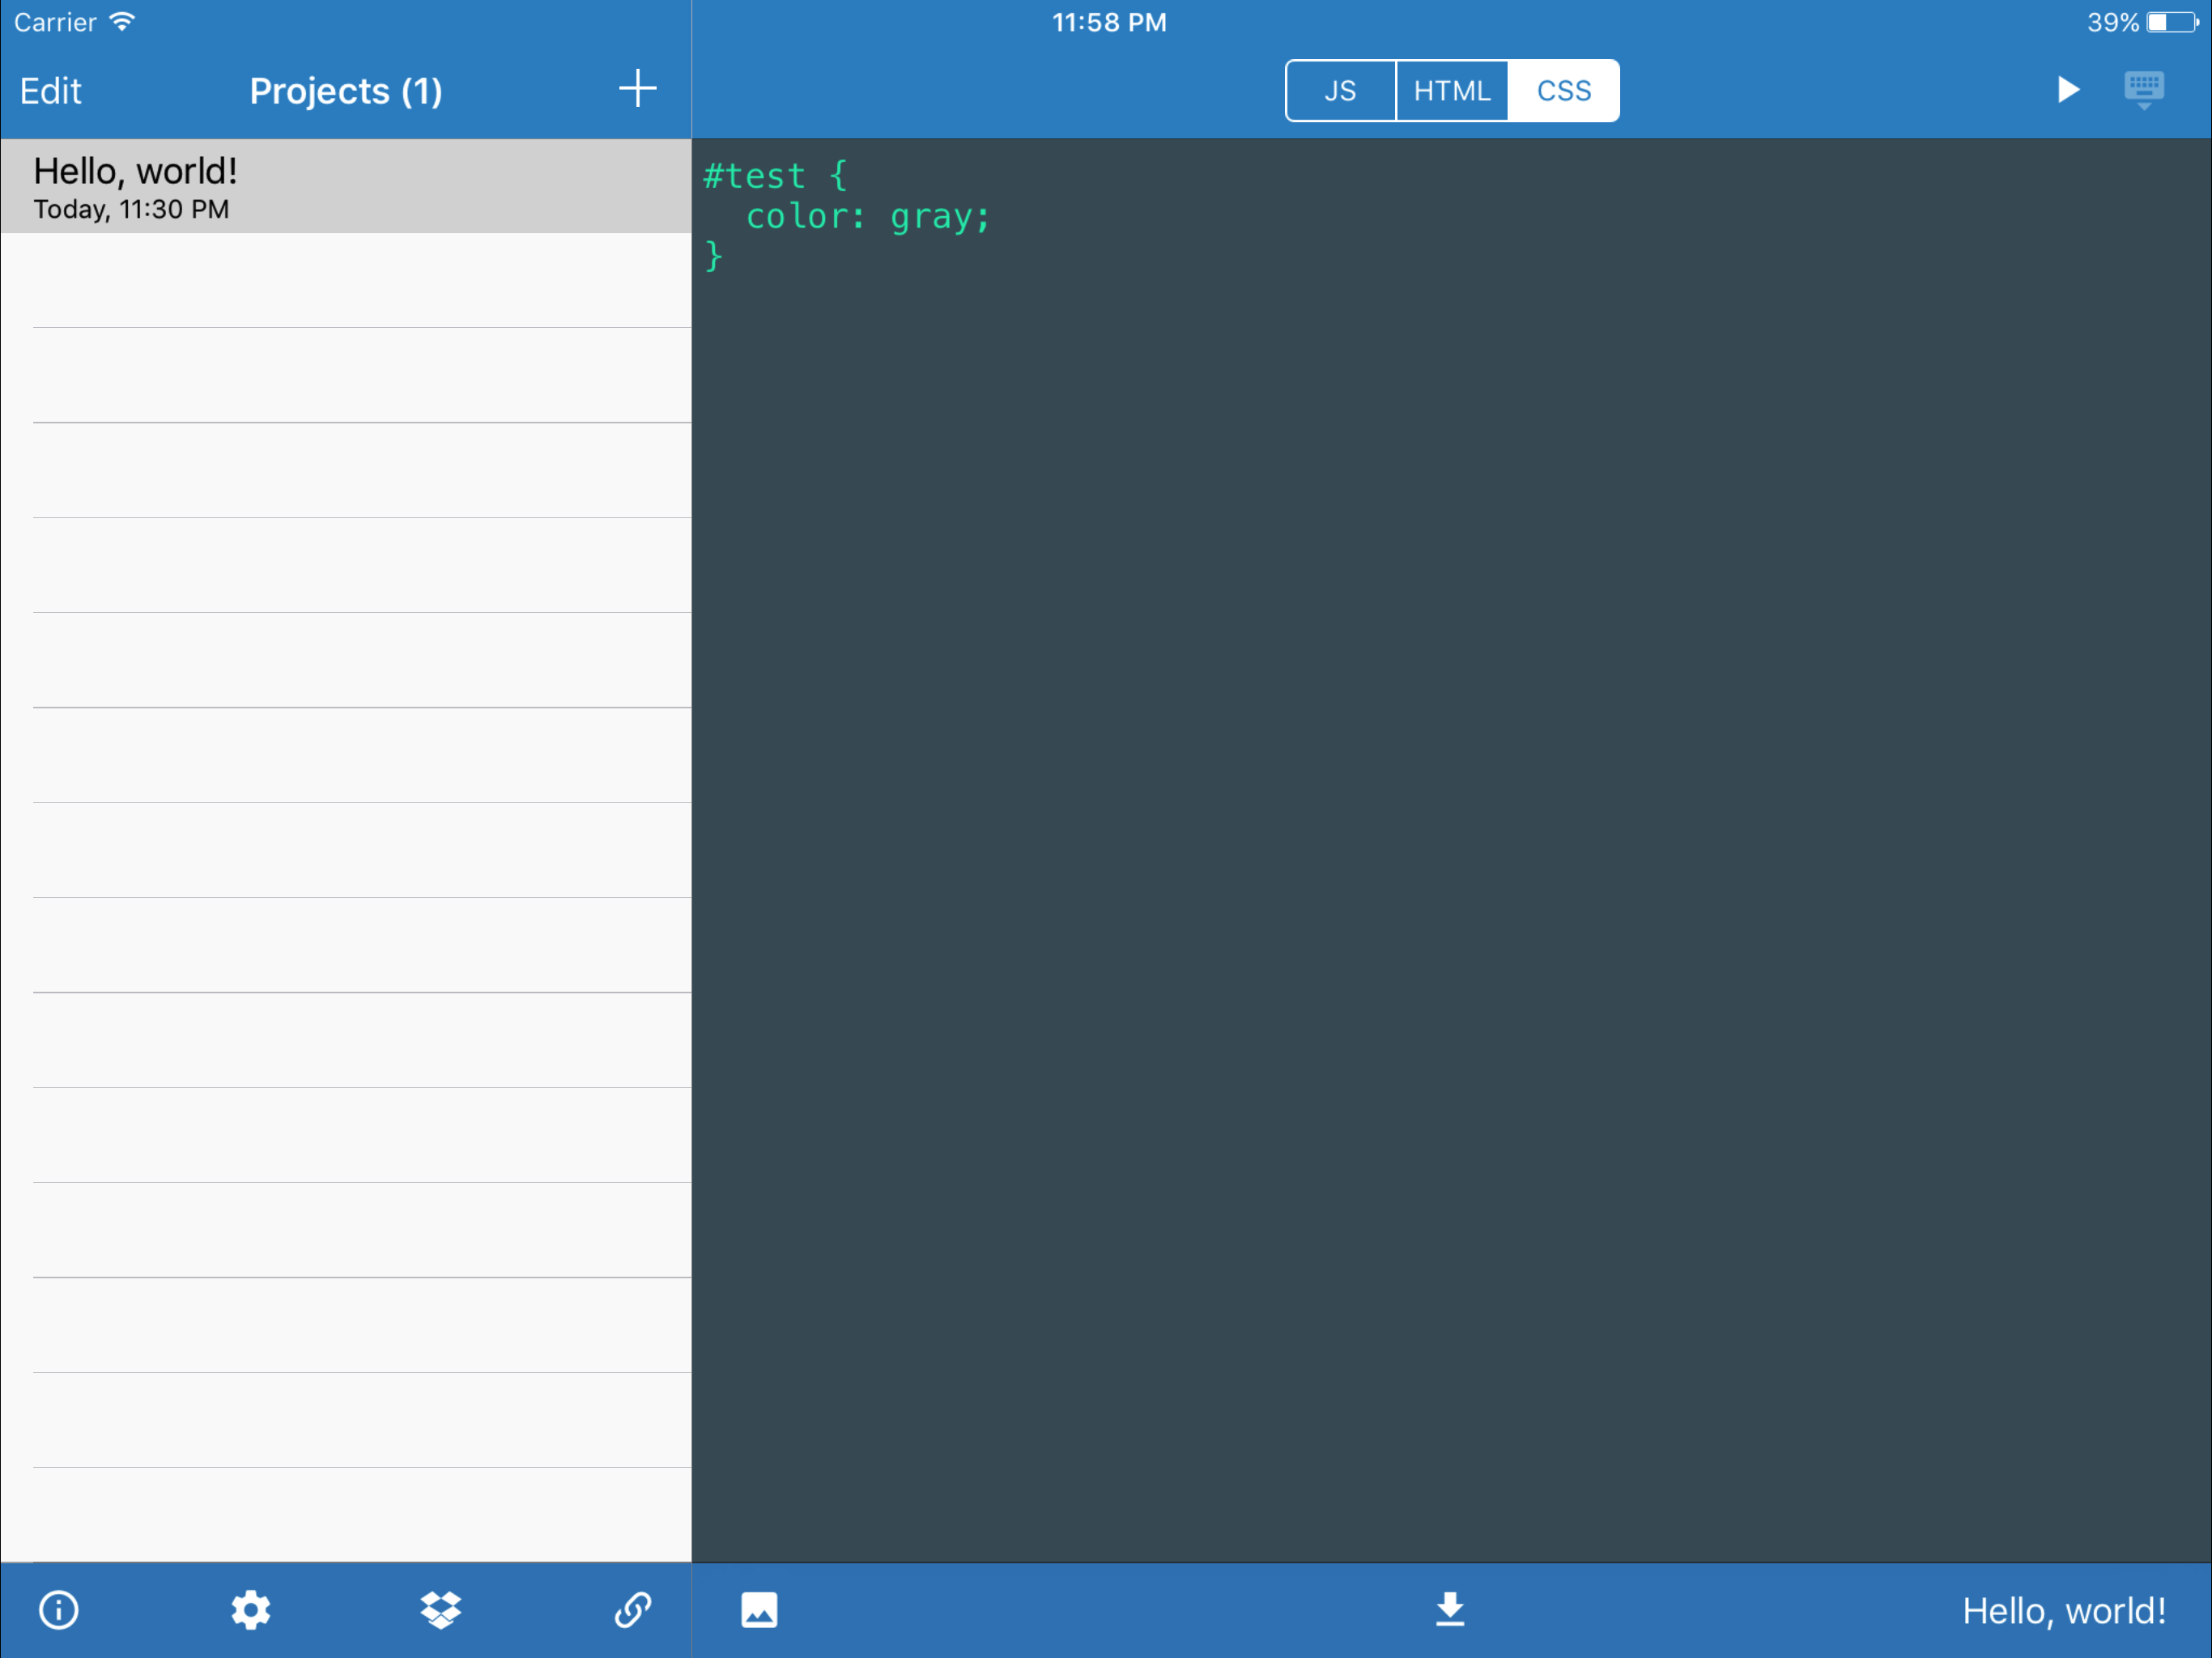 Carrier
11:58 PM
39%
Edit
Projects (1)
JS
HTML
CSS
Hello, world!
Today, 11:30 PM
#test {
  color: gray;
}
Hello, world!